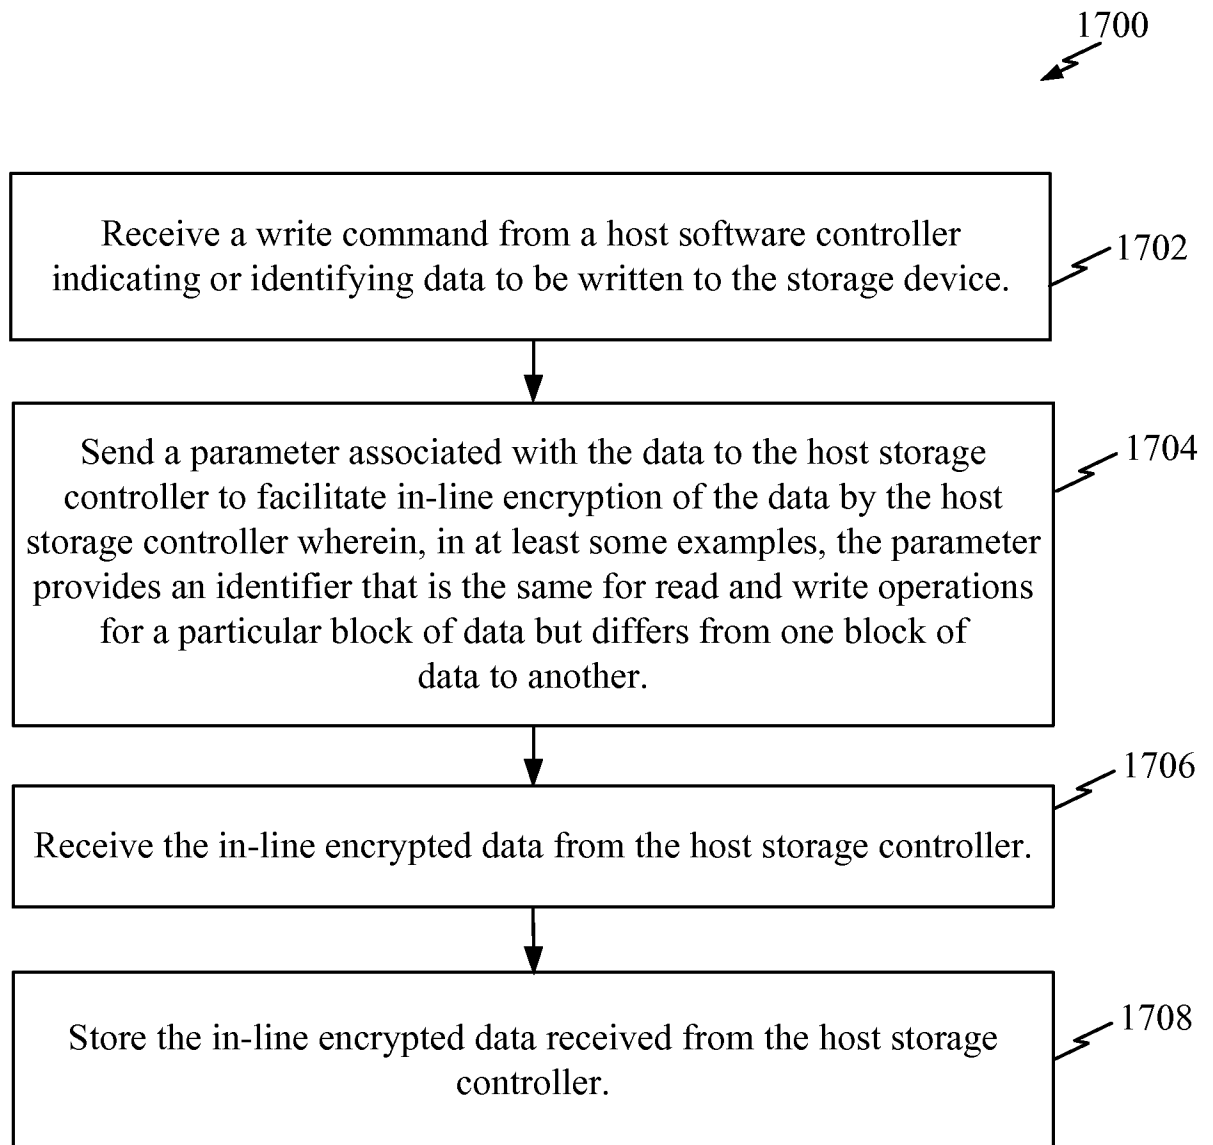 1700
Receive a write command from a host software controller
indicating or identifying data to be written to the storage device.
1702
Send a parameter associated with the data to the host storage
controller to facilitate in-line encryption of the data by the host
storage controller wherein, in at least some examples, the parameter
provides an identifier that is the same for read and write operations
for a particular block of data but differs from one block of
data to another.
1704
Receive the in-line encrypted data from the host storage controller.
1706
Store the in-line encrypted data received from the host storage
controller.
1708